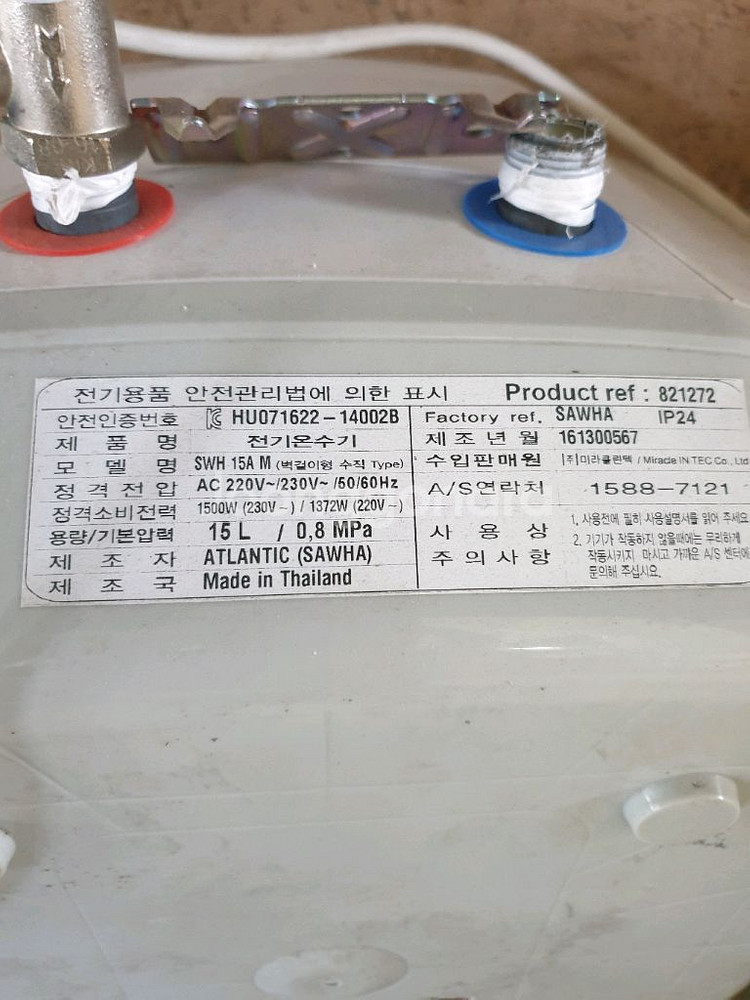 전기용품 안전관리법에 의한 표시 Product ref : 821272
안전인증번호 HU071622-14002B
제 품 명 전기온수기
모 델 명 SWH 15A M (벽걸이형 수직 Type)
정 격 전 압 AC 220V~/230V~ /50/60Hz
정격소비전력 1500W (230V~) / 1372W (220V~)
용량/기본압력 15 L / 0,8 MPa
제 조 자 ATLANTIC (SAWHA)
제 조 국 Made in Thailand
Factory ref. SAWHA IP24
제 조 년 월 161300567
수입판매원 (주)미라클인텍 / Miracle IN TEC Co., Ltd
A/S연락처 1588-7121
사 용 상
주 의 사 항
1. 사용전에 필히 사용설명서를 읽어 주세요
2. 기기가 작동하지 않을때에는 무리하게
작동시키지 마시고 가까운 A/S 센터에
문의해 주십시요.